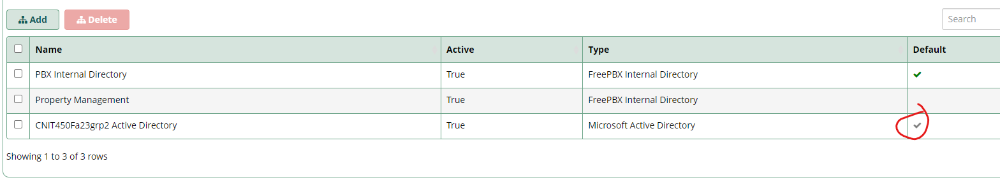 Add Delete Search
Name Active Type Default
PBX Internal Directory True FreePBX Internal Directory
Property Management True FreePBX Internal Directory
CNIT450Fa23grp2 Active Directory True Microsoft Active Directory
Showing 1 to 3 of 3 rows